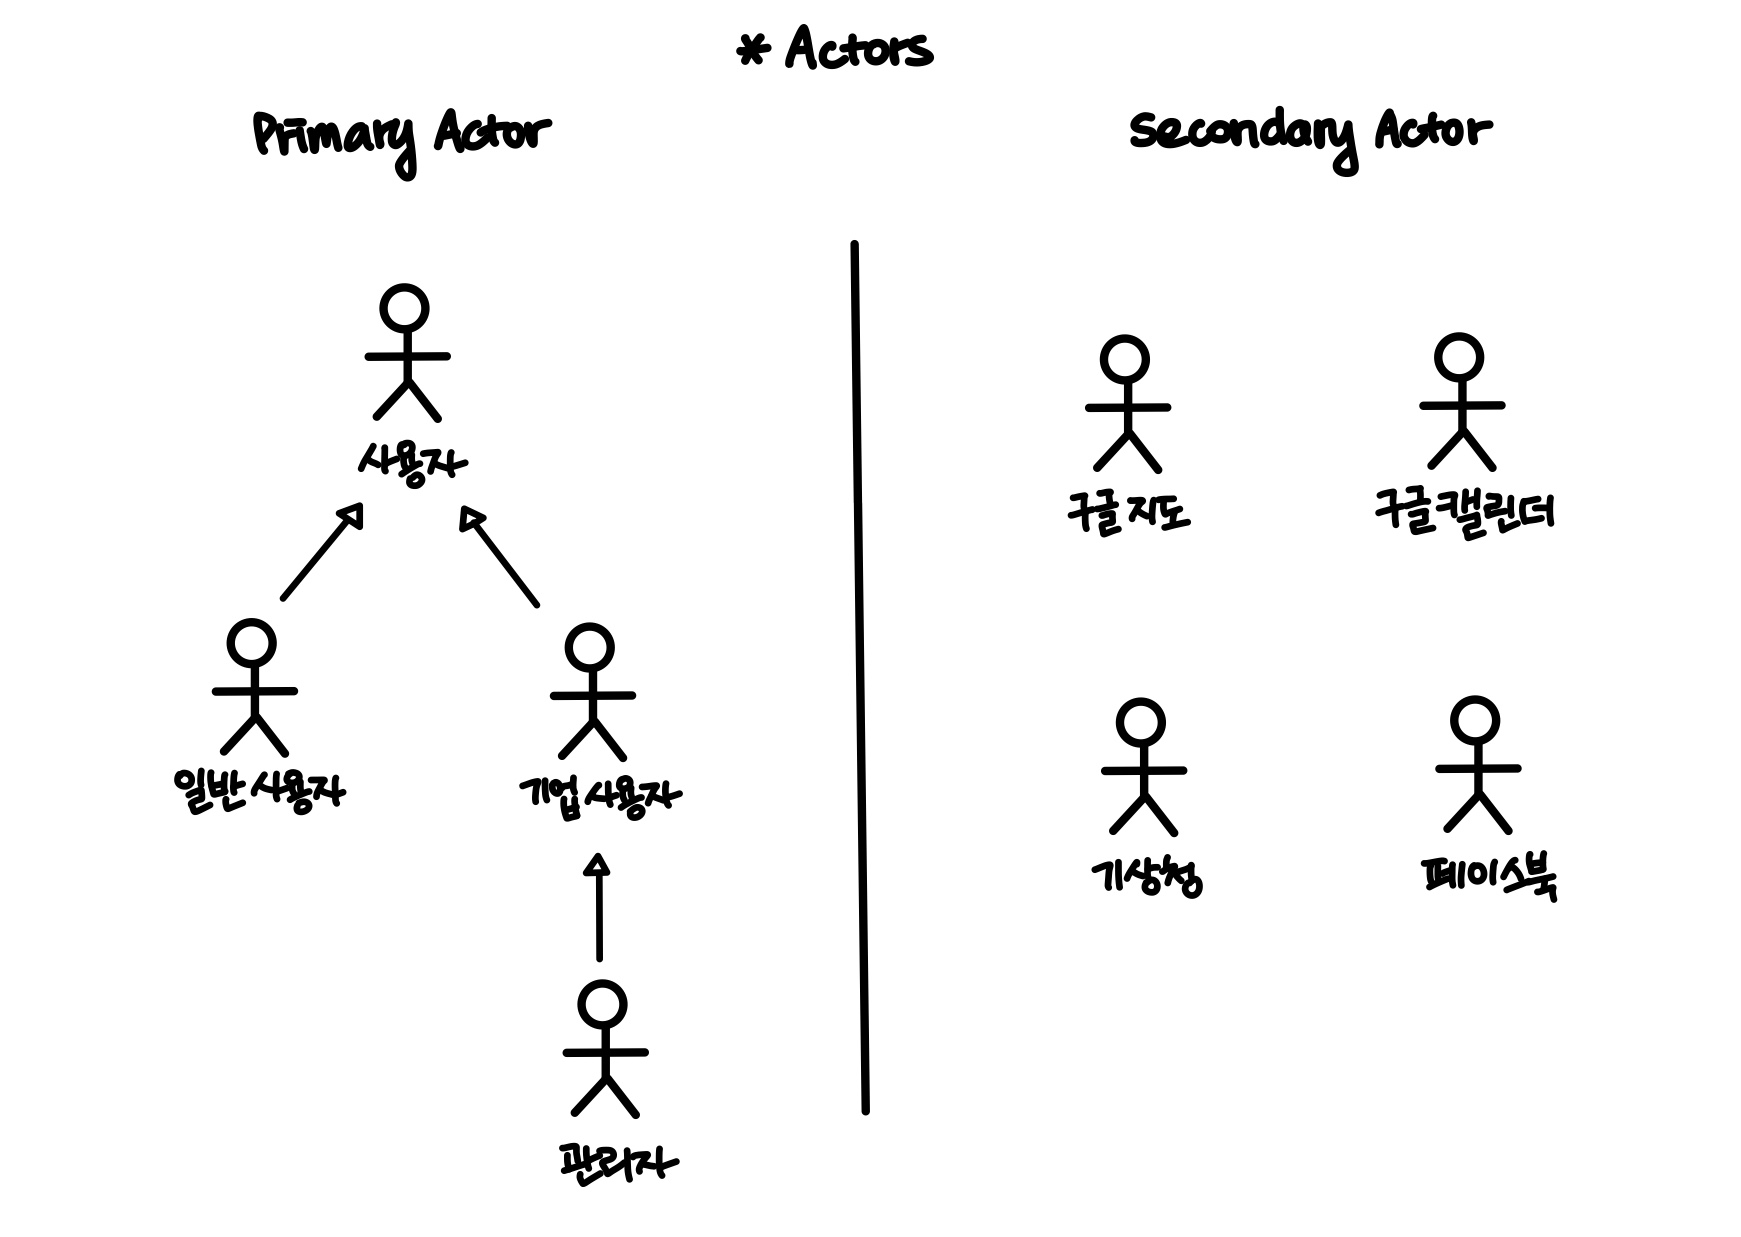 * Actors
Primary Actor
Secondary Actor
사용자
일반 사용자
기업 사용자
관리자
구글 지도
구글 캘린더
기상청
페이스북